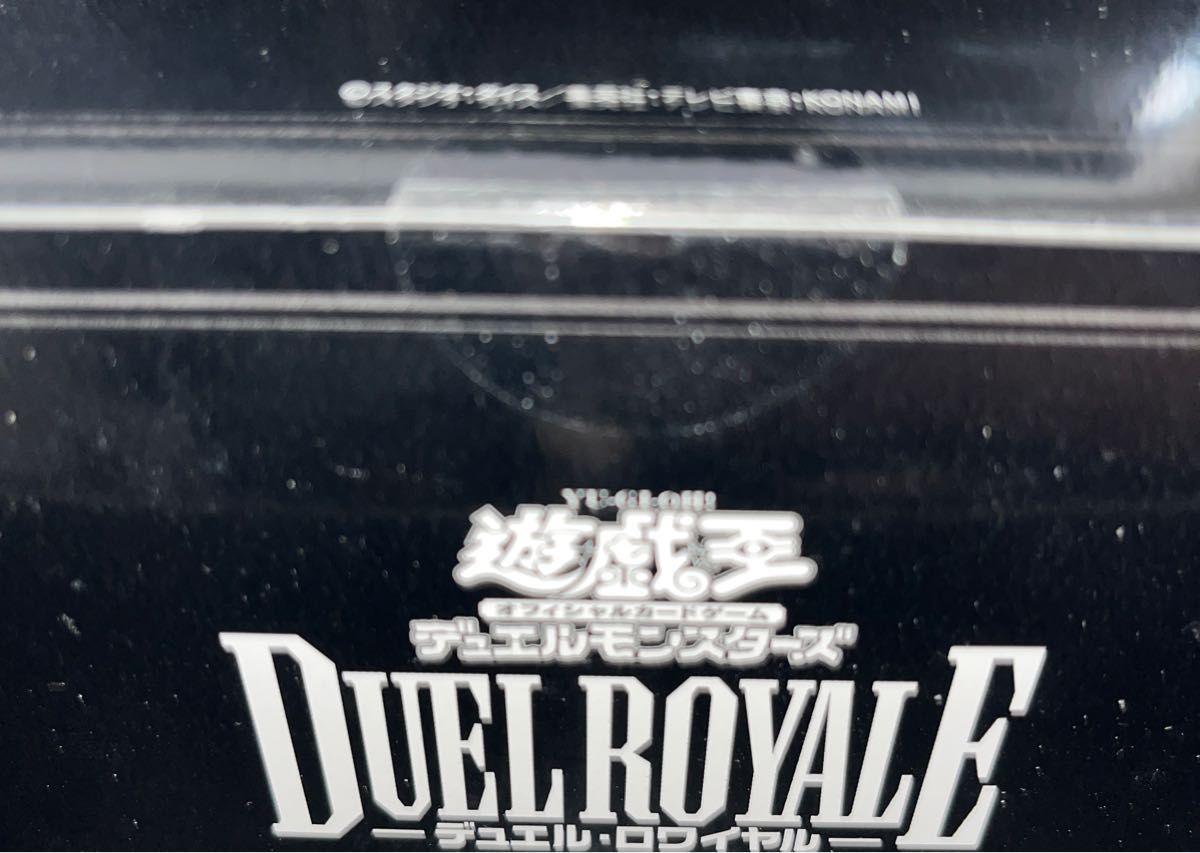 ©スタジオ・ダイス／集英社・テレビ東京・KONAMI
YU-GI-OH!
遊戯王
オフィシャルカードゲーム
デュエルモンスターズ
DUEL ROYALE
デュエル・ロワイヤル